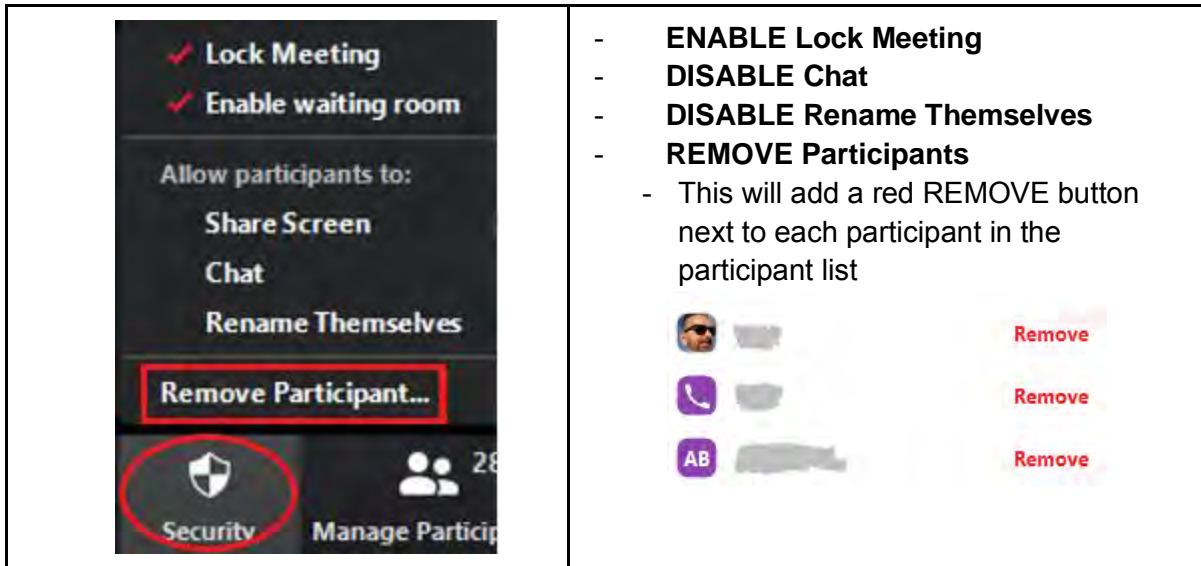 Lock Meeting
Enable waiting room
Allow participants to:
Share Screen
Chat
Rename Themselves
Remove Participant...
28
Security
Manage Particip
- ENABLE Lock Meeting
- DISABLE Chat
- DISABLE Rename Themselves
- REMOVE Participants
- This will add a red REMOVE button
next to each participant in the
participant list
Remove
Remove
AB Remove